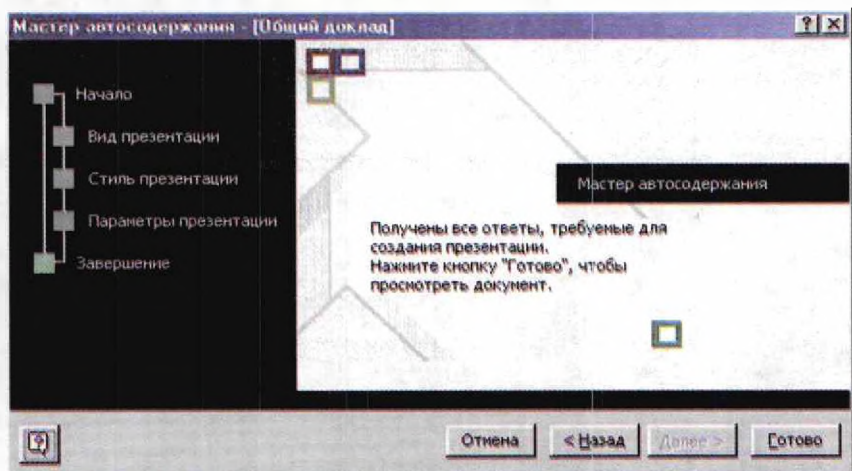 Мастер автосодержания - [Общий доклад]
Начало
Вид презентации
Стиль презентации
Параметры презентации
Завершение
Мастер автосодержания
Получены все ответы, требуемые для
создания презентации.
Нажмите кнопку "Готово", чтобы
просмотреть документ.
Отмена
< Назад
Далее >
Готово